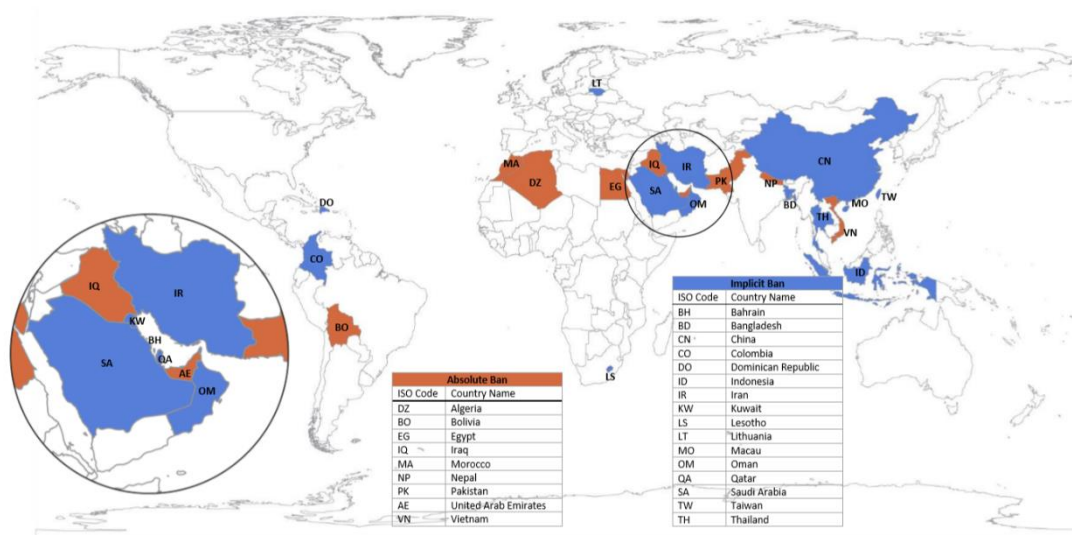 LT
MA
DZ
EG
IQ
IR
SA
OM
PK
NP
CN
BD
MO
TW
TH
VN
ID
DO
CO
BO
LS
IQ
IR
KW
BH
QA
SA
AE
OM
Absolute Ban
ISO Code Country Name
DZ Algeria
BO Bolivia
EG Egypt
IQ Iraq
MA Morocco
NP Nepal
PK Pakistan
AE United Arab Emirates
VN Vietnam
Implicit Ban
ISO Code Country Name
BH Bahrain
BD Bangladesh
CN China
CO Colombia
DO Dominican Republic
ID Indonesia
IR Iran
KW Kuwait
LS Lesotho
LT Lithuania
MO Macau
OM Oman
QA Qatar
SA Saudi Arabia
TW Taiwan
TH Thailand